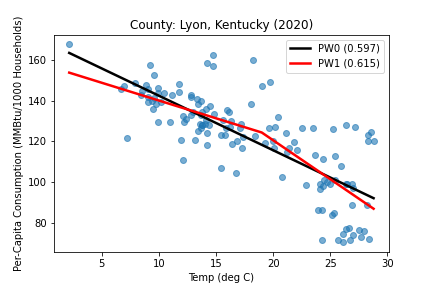 County: Lyon, Kentucky (2020)
Per-Capita Consumption (MMBtu/1000 Households)
160
140
120
100
80
PW0 (0.597)
PW1 (0.615)
5 10 15 20 25 30
Temp (deg C)